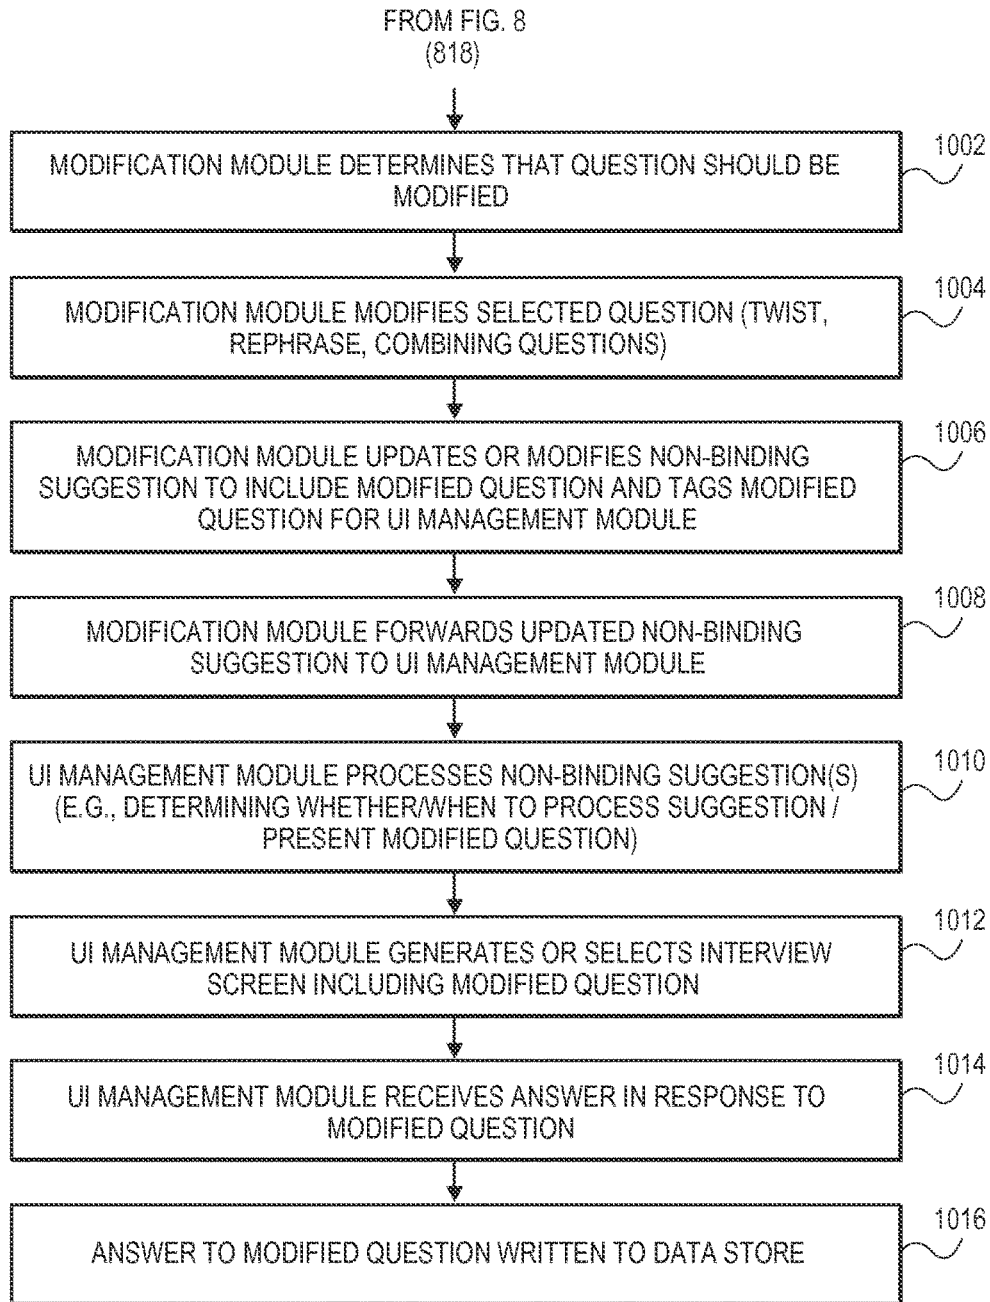 FROM FIG. 8
(818)
MODIFICATION MODULE DETERMINES THAT QUESTION SHOULD BE
MODIFIED
1002
MODIFICATION MODULE MODIFIES SELECTED QUESTION (TWIST,
REPHRASE, COMBINING QUESTIONS)
1004
MODIFICATION MODULE UPDATES OR MODIFIES NON-BINDING
SUGGESTION TO INCLUDE MODIFIED QUESTION AND TAGS MODIFIED
QUESTION FOR UI MANAGEMENT MODULE
1006
MODIFICATION MODULE FORWARDS UPDATED NON-BINDING
SUGGESTION TO UI MANAGEMENT MODULE
1008
UI MANAGEMENT MODULE PROCESSES NON-BINDING SUGGESTION(S)
(E.G., DETERMINING WHETHER/WHEN TO PROCESS SUGGESTION /
PRESENT MODIFIED QUESTION)
1010
UI MANAGEMENT MODULE GENERATES OR SELECTS INTERVIEW
SCREEN INCLUDING MODIFIED QUESTION
1012
UI MANAGEMENT MODULE RECEIVES ANSWER IN RESPONSE TO
MODIFIED QUESTION
1014
ANSWER TO MODIFIED QUESTION WRITTEN TO DATA STORE
1016